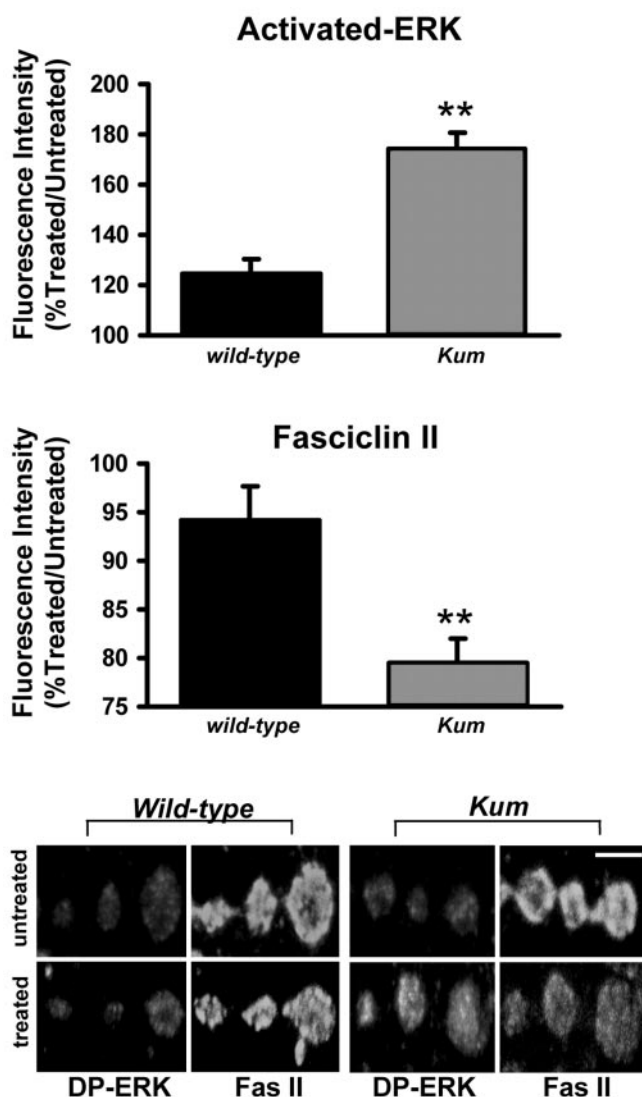 Activated-ERK
Fluorescence Intensity
(%Treated/Untreated)
200
180
160
140
120
100
**
wild-type Kum
Fasciclin II
Fluorescence Intensity
(%Treated/Untreated)
100
95
90
85
80
75
**
wild-type Kum
Wild-type Kum
untreated
treated
DP-ERK Fas II DP-ERK Fas II